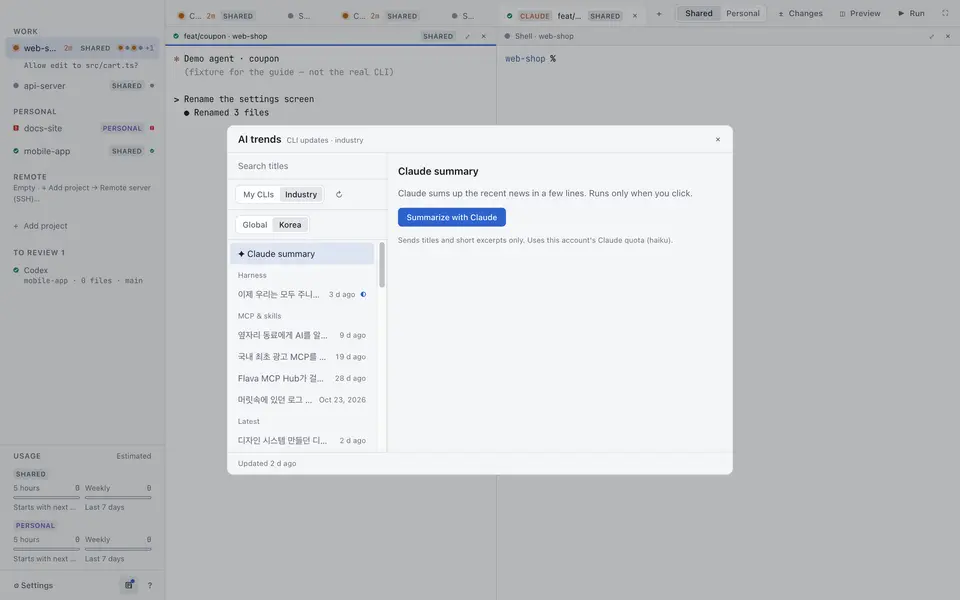 C... 2m SHARED
S...
C... 2m SHARED
S...
CLAUDE feat/... SHARED ×
+
Shared Personal
Changes
Preview
Run
WORK
web-s... 2m SHARED +1
Allow edit to src/cart.ts?
api-server SHARED
PERSONAL
docs-site PERSONAL
mobile-app SHARED
REMOTE
Empty · + Add project → Remote server
(SSH)…
+ Add project
TO REVIEW 1
Codex
mobile-app · 0 files · main
feat/coupon · web-shop SHARED ×
Demo agent · coupon
(fixture for the guide — not the real CLI)
> Rename the settings screen
● Renamed 3 files
Shell · web-shop ×
web-shop %
AI trends CLI updates · industry ×
Search titles
My CLIs Industry ↻
Global Korea
✦ Claude summary
Harness
이제 우리는 모두 주니... 3 d ago
MCP & skills
옆자리 동료에게 AI를 알... 9 d ago
국내 최초 광고 MCP를 ... 19 d ago
Flava MCP Hub가 걸... 28 d ago
머릿속에 있던 로그 ... Oct 23, 2026
Latest
디자인 시스템 만들던 디... 2 d ago
Updated 2 d ago
Claude summary
Claude sums up the recent news in a few lines. Runs only when you click.
Summarize with Claude
Sends titles and short excerpts only. Uses this account's Claude quota (haiku).
USAGE Estimated
SHARED
5 hours 0 Weekly 0
Starts with next ... Last 7 days
PERSONAL
5 hours 0 Weekly 0
Starts with next ... Last 7 days
Settings ?